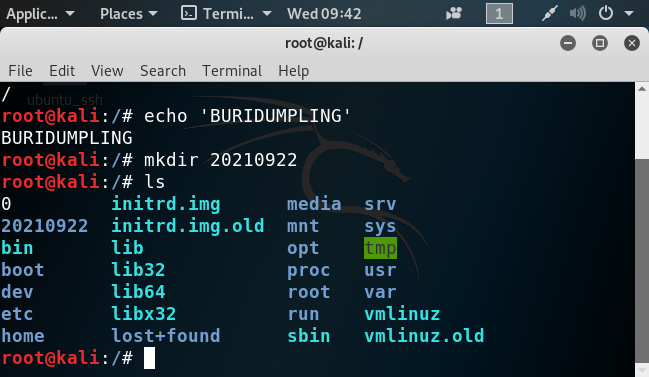 Applic... Places Termi... Wed 09:42 1
root@kali: /
File Edit View Search Terminal Help
/
ubuntu_ssh
root@kali:/# echo 'BURIDUMPLING'
BURIDUMPLING
root@kali:/# mkdir 20210922
root@kali:/# ls
0 initrd.img media srv
20210922 initrd.img.old mnt sys
bin lib opt tmp
boot lib32 proc usr
dev lib64 root var
etc libx32 run vmlinuz
home lost+found sbin vmlinuz.old
root@kali:/#